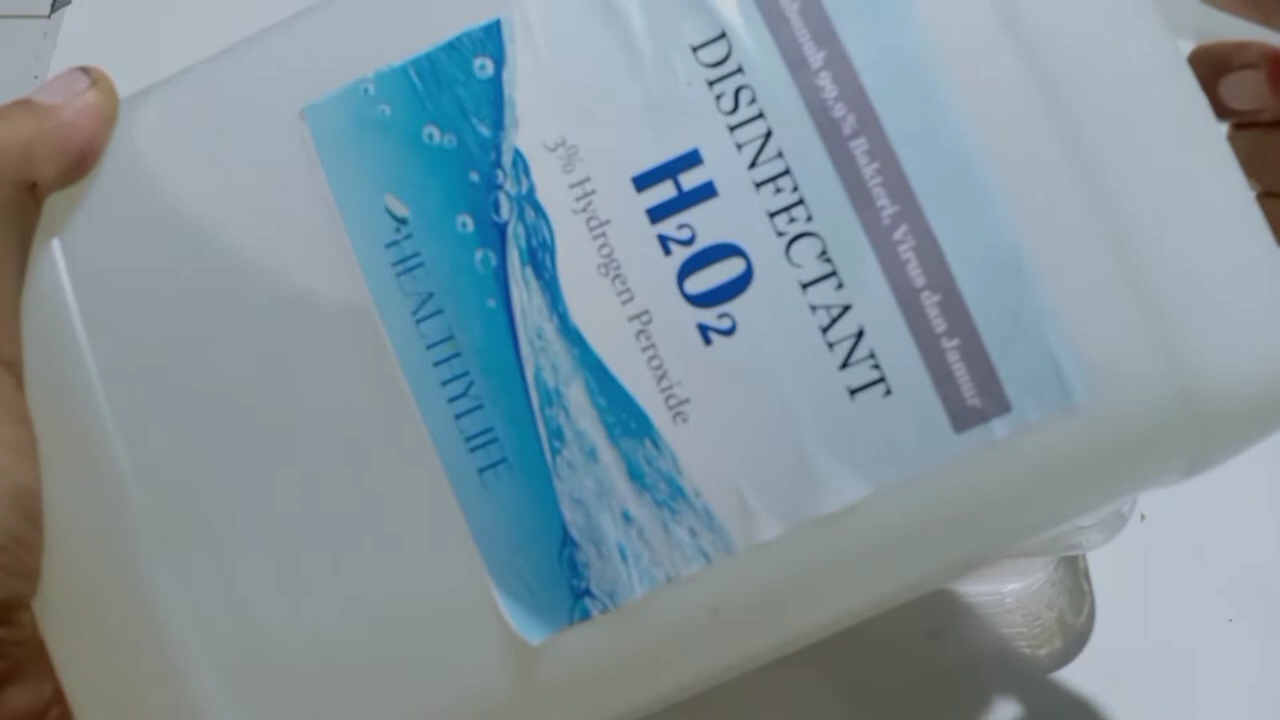 99.9% Bakteri, Virus dan Jamur
DISINFECTANT
H₂O₂
3% Hydrogen Peroxide
HEALTHYLIFE